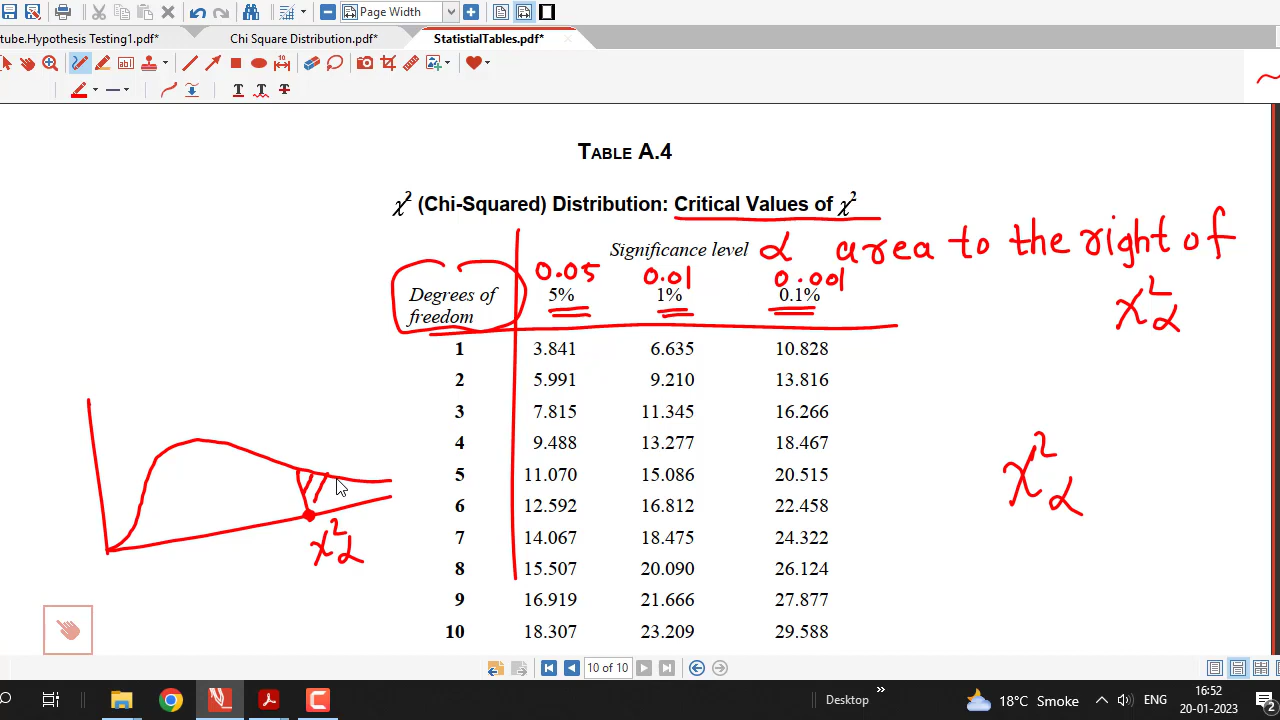 Page Width
tube.Hypothesis Testing1.pdf*
Chi Square Distribution.pdf*
StatistialTables.pdf*
TABLE A.4
χ² (Chi-Squared) Distribution: Critical Values of χ²
Significance level α area to the right of
χ²α
0.05 0.01 0.001
Degrees of freedom 5% 1% 0.1%
1 3.841 6.635 10.828
2 5.991 9.210 13.816
3 7.815 11.345 16.266
4 9.488 13.277 18.467
χ²α
5 11.070 15.086 20.515
6 12.592 16.812 22.458
7 14.067 18.475 24.322
χ²α
8 15.507 20.090 26.124
9 16.919 21.666 27.877
10 18.307 23.209 29.588
10 of 10
Desktop
18°C Smoke
ENG
16:52
20-01-2023
2